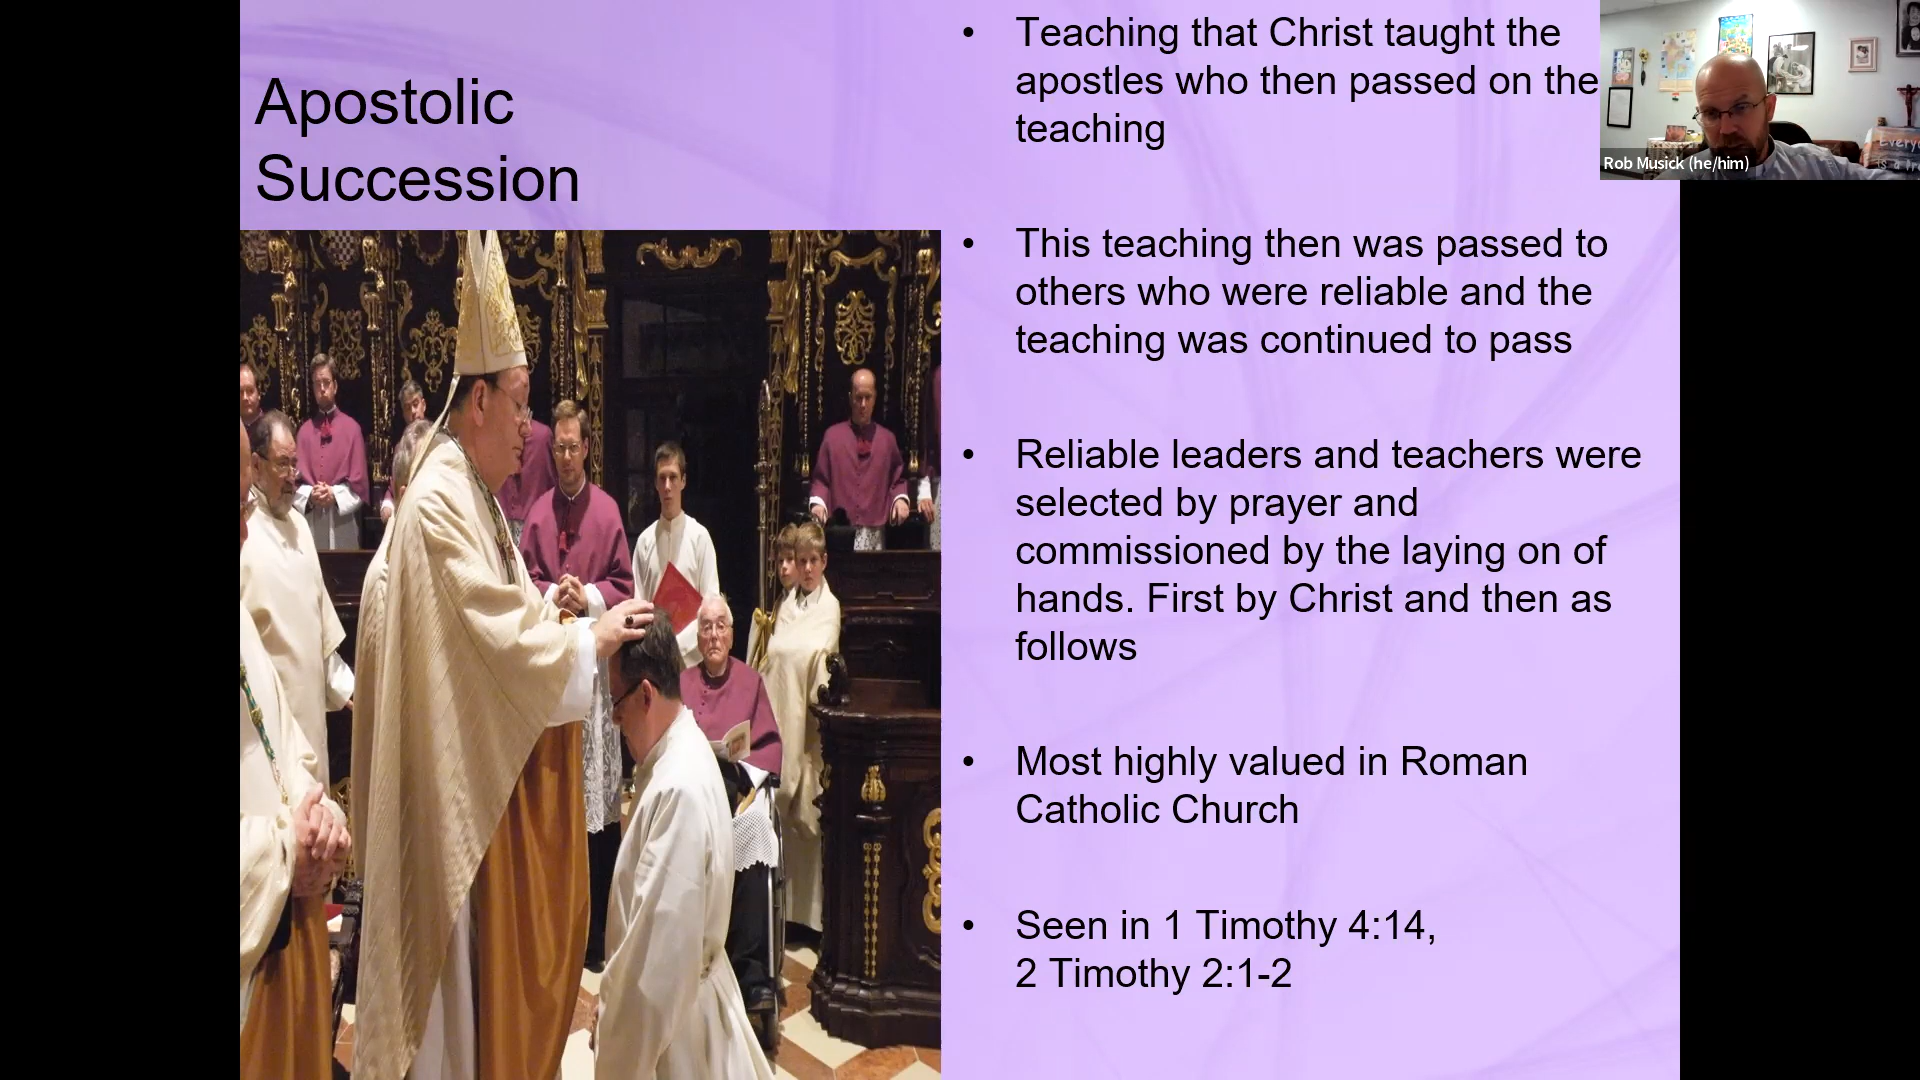 Apostolic
Succession
• Teaching that Christ taught the
apostles who then passed on the
teaching
• This teaching then was passed to
others who were reliable and the
teaching was continued to pass
• Reliable leaders and teachers were
selected by prayer and
commissioned by the laying on of
hands. First by Christ and then as
follows
• Most highly valued in Roman
Catholic Church
• Seen in 1 Timothy 4:14,
2 Timothy 2:1-2
Rob Musick (he/him)
is a